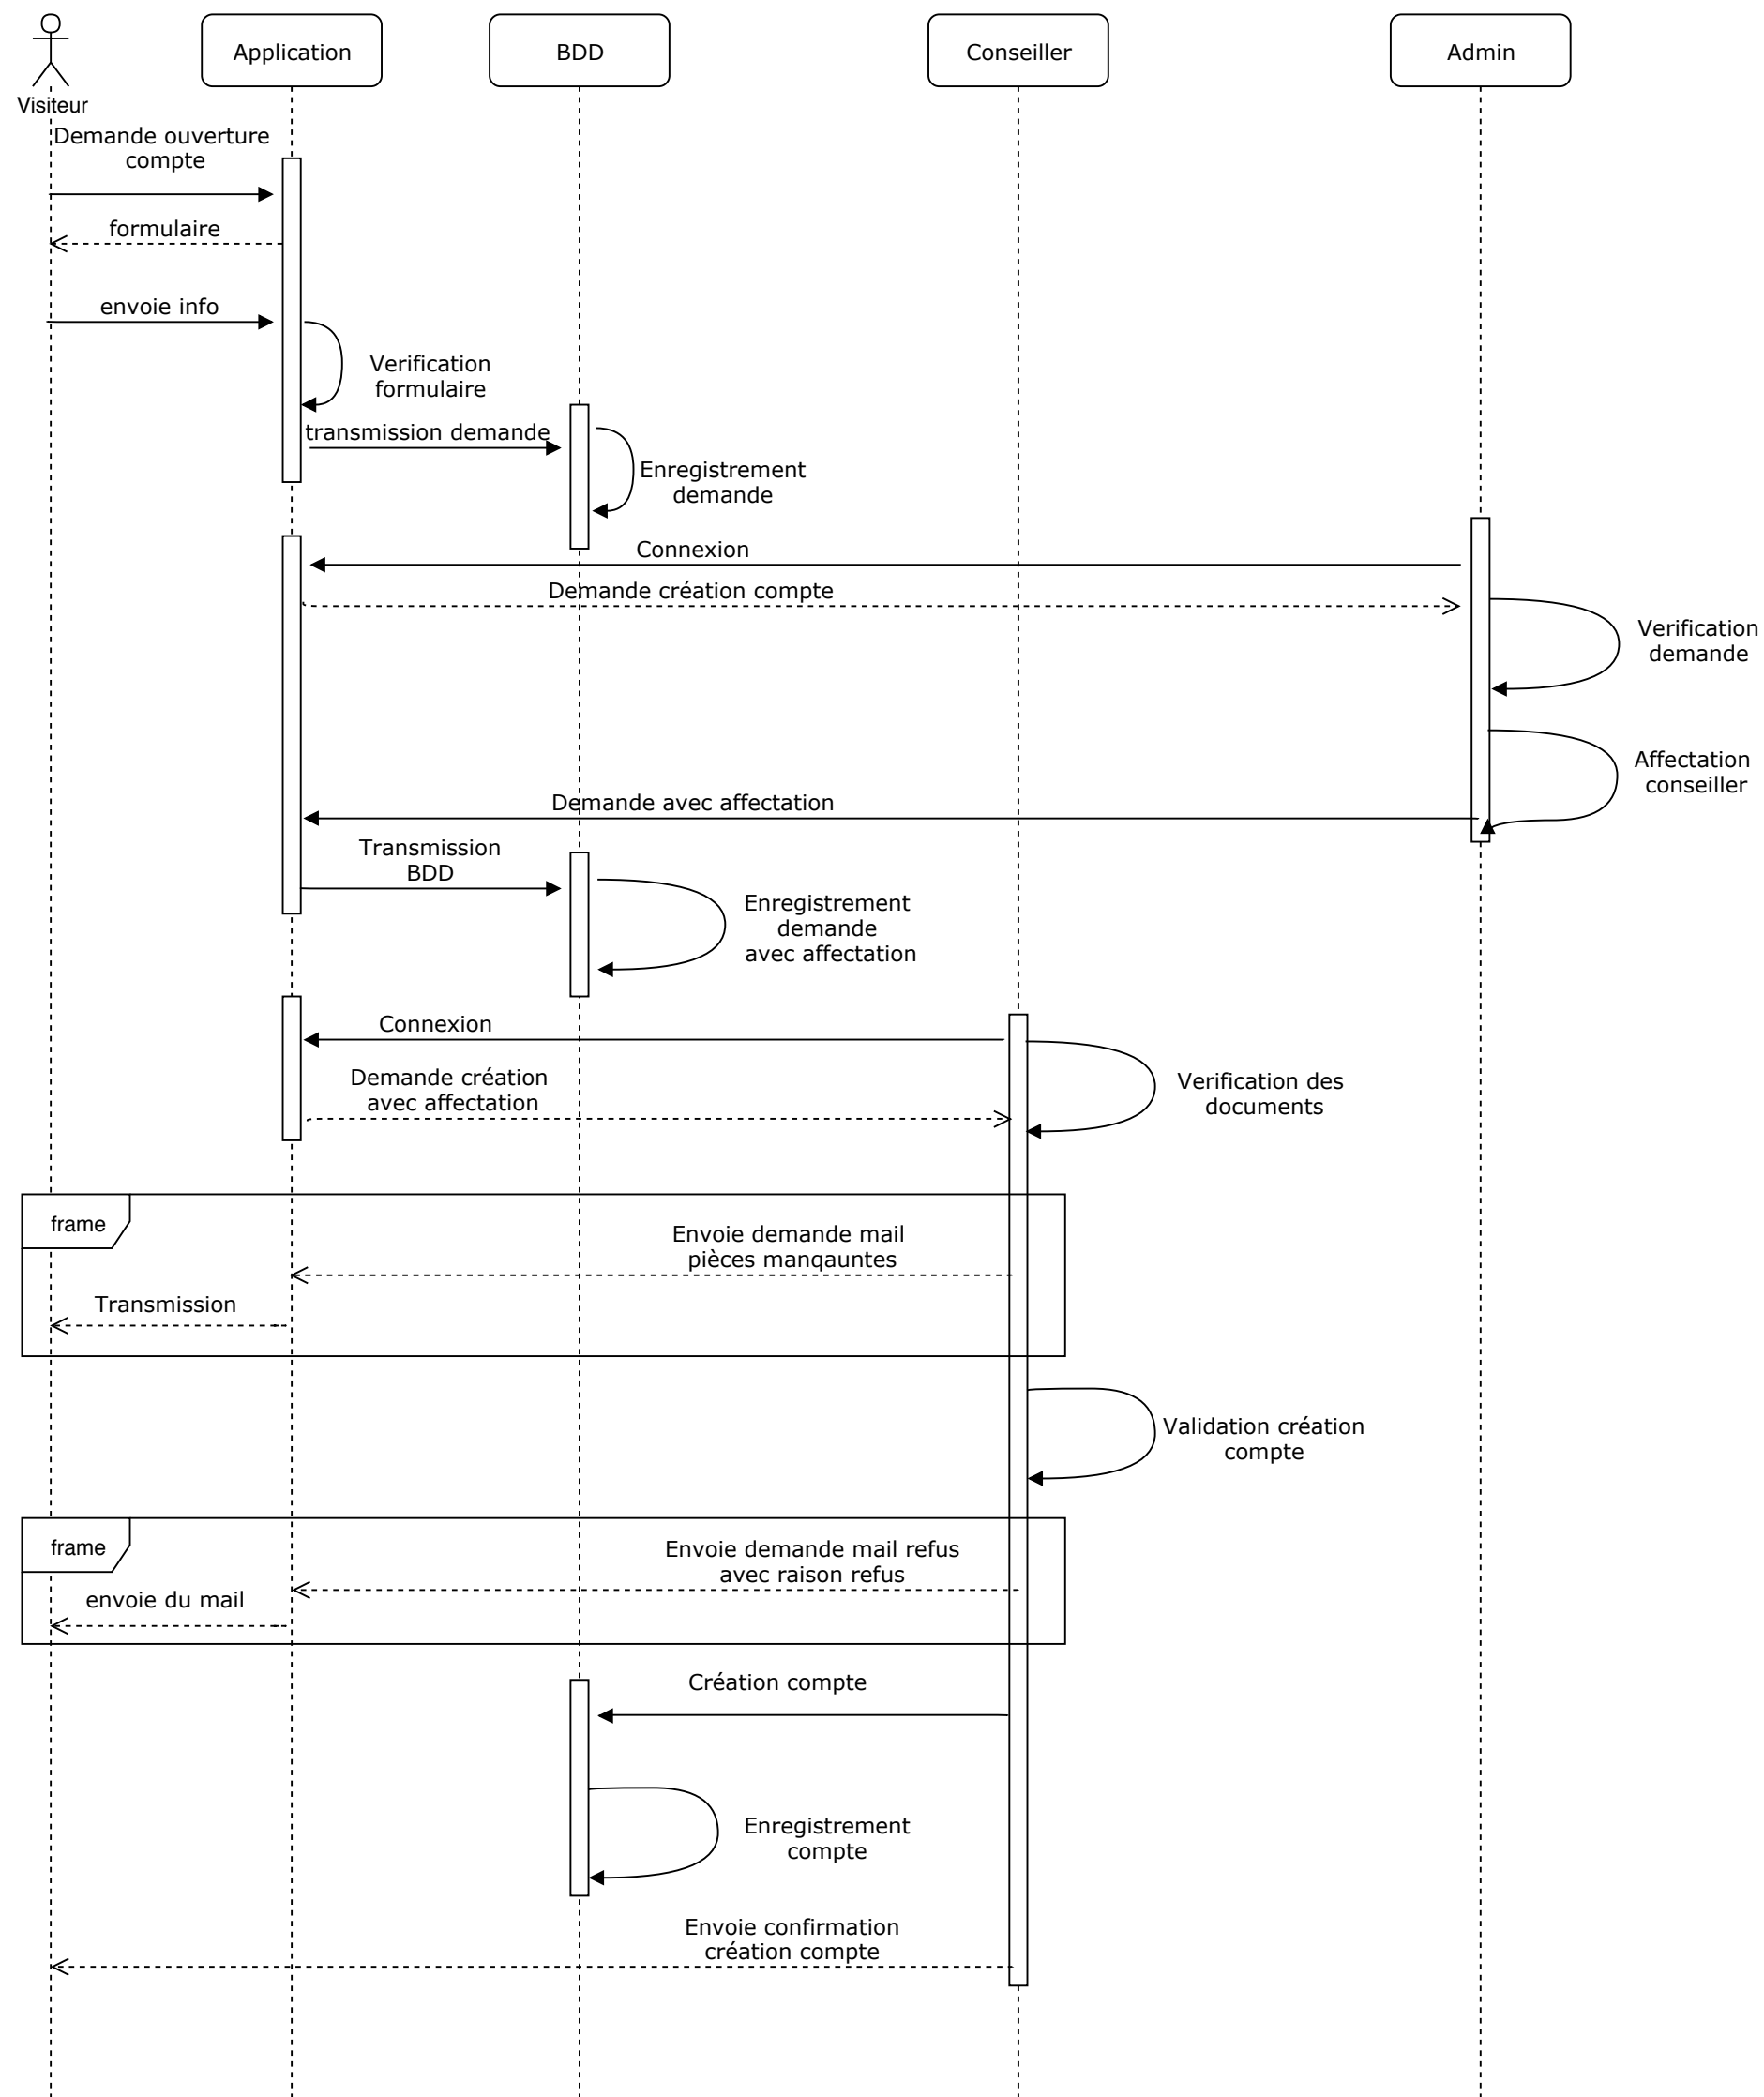 Application
BDD
Conseiller
Admin
Visiteur
Demande ouverture
compte
formulaire
envoie info
Verification
formulaire
transmission demande
Enregistrement
demande
Connexion
Demande création compte
Verification
demande
Affectation
conseiller
Demande avec affectation
Transmission
BDD
Enregistrement
demande
avec affectation
Connexion
Demande création
avec affectation
Verification des
documents
frame
Envoie demande mail
pièces manqauntes
Transmission
Validation création
compte
frame
Envoie demande mail refus
avec raison refus
envoie du mail
Création compte
Enregistrement
compte
Envoie confirmation
création compte